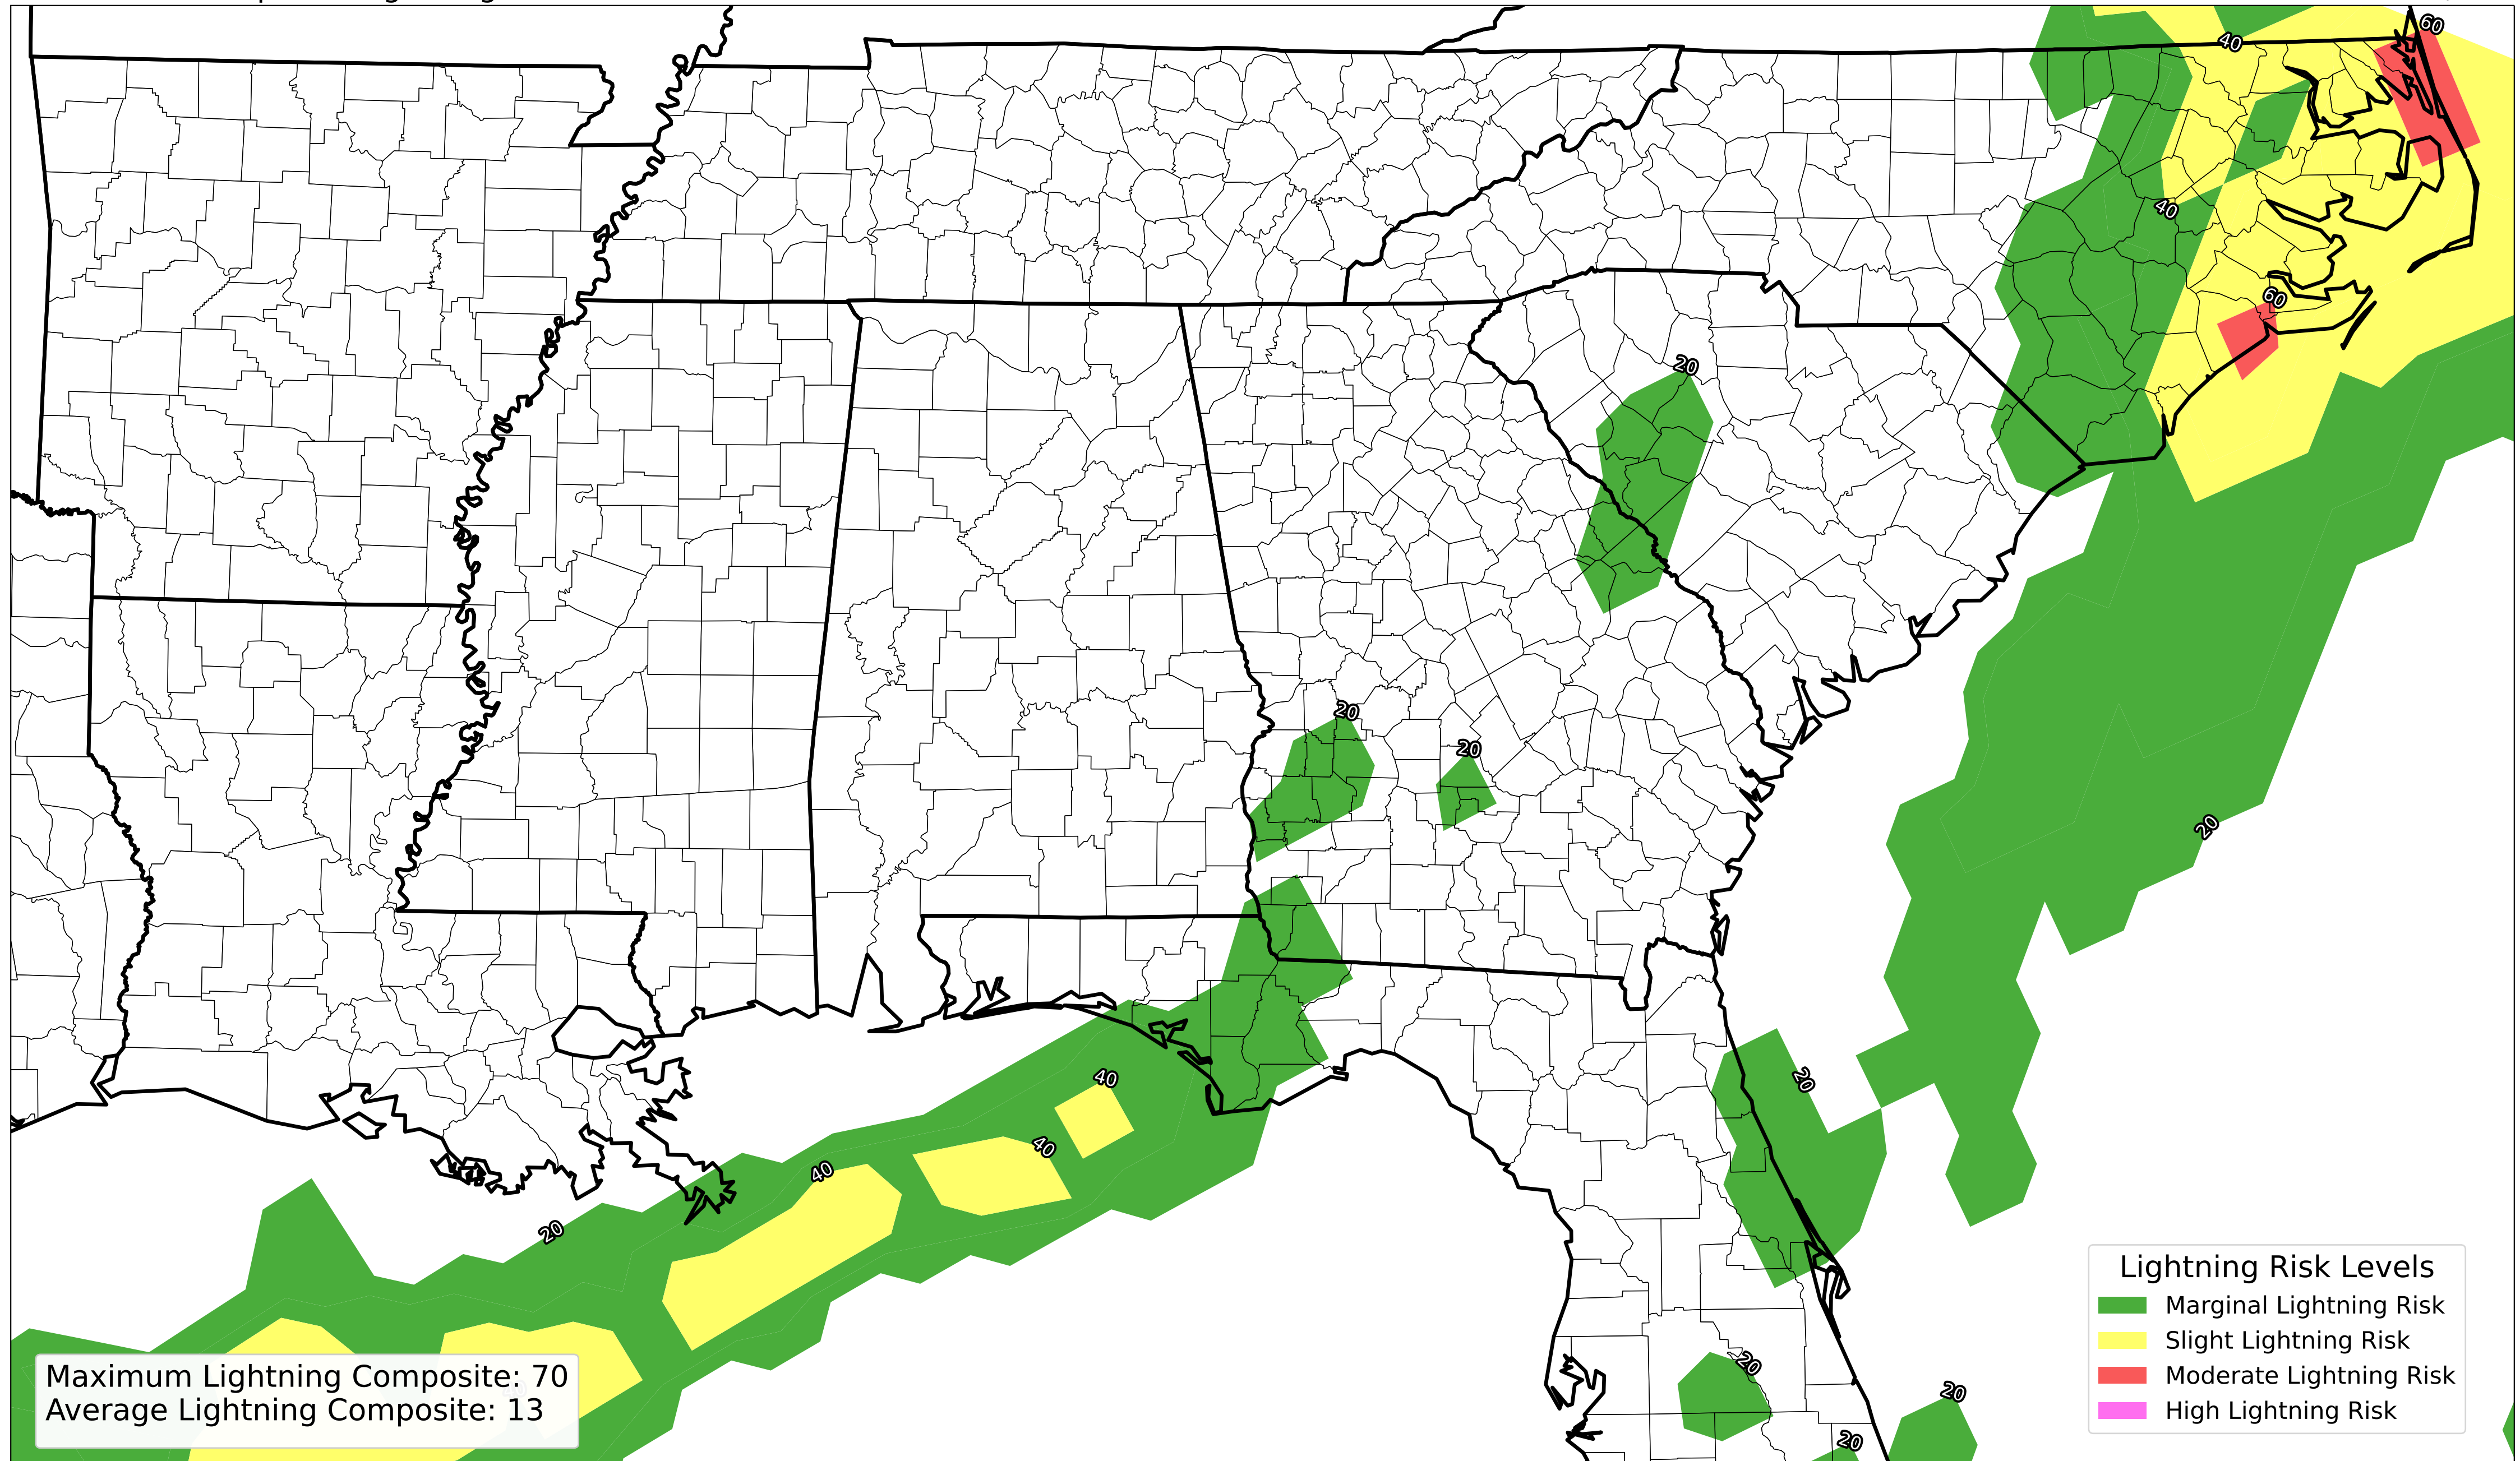 40
60
40
60
20
20
20
20
20
40
40
40
20
20
20
20
Maximum Lightning Composite: 70
Average Lightning Composite: 13
Lightning Risk Levels
Marginal Lightning Risk
Slight Lightning Risk
Moderate Lightning Risk
High Lightning Risk